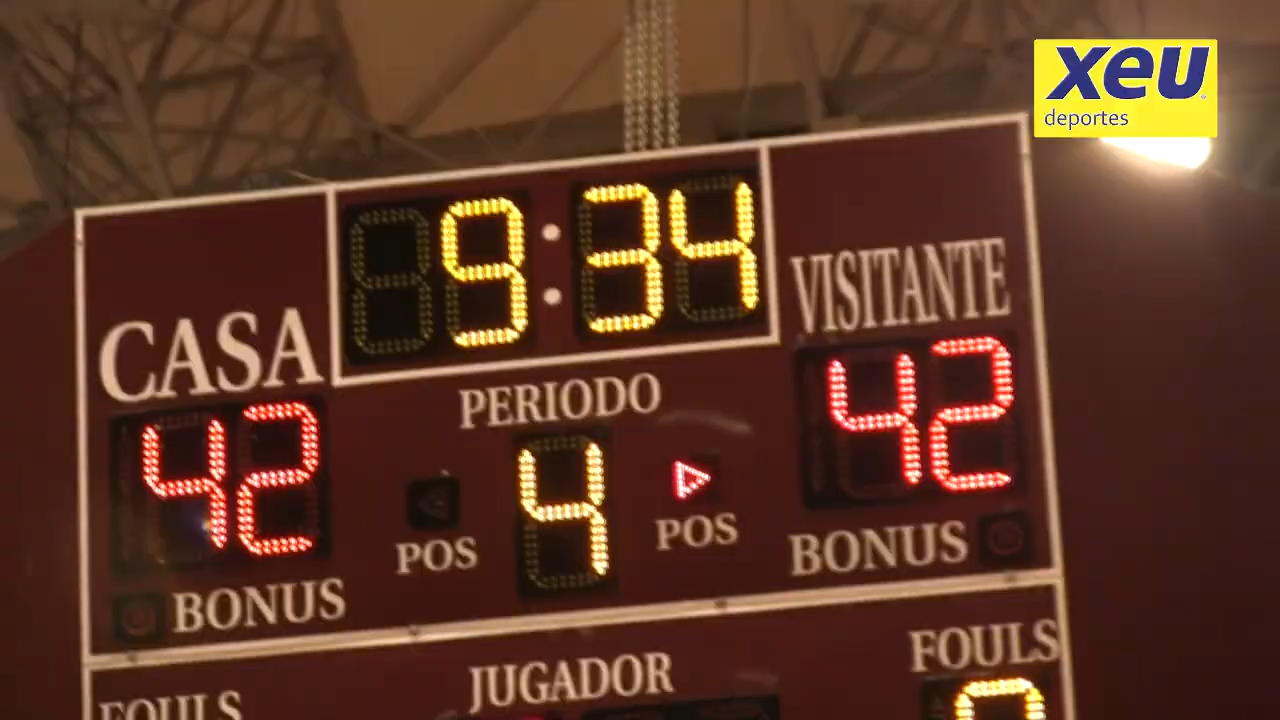 xeu
deportes
9:34
CASA
VISITANTE
42
PERIODO
42
4
POS
POS
BONUS
BONUS
JUGADOR
FOULS
FOULS